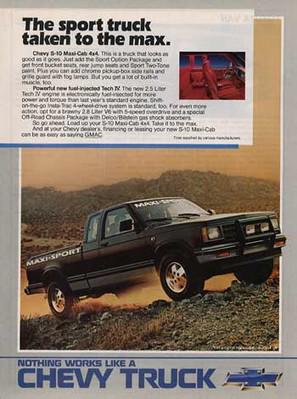 The sport truck
taken to the max.
Chevy S-10 Maxi-Cab 4x4. This is a truck that looks as
good as it goes. Just add the Sport Option Package and
get front bucket seats, rear jump seats and Sport Two-Tone
paint. Plus you can add chrome pickup-box side rails and
grille guard with fog lamps. But you get a lot of built-in
muscle, too.
Powerful new fuel-injected Tech IV. The new 2.5 Liter
Tech IV engine is electronically fuel-injected for more
power and torque than last year's standard engine. Shift-
on-the-go Insta-Trac 4-wheel-drive system is standard, too. For even more
action, opt for a brawny 2.8 Liter V6 with 5-speed overdrive and a special
Off-Road Chassis Package with Delco/Bilstein gas shock absorbers.
So go ahead. Load up your S-10 Maxi-Cab 4x4. Take it to the max.
And at your Chevy dealer's, financing or leasing your new S-10 Maxi-Cab
can be as easy as saying GMAC.
Tires supplied by various manufacturers.
MAXI-SPORT
MAXI-SPORT
NOTHING WORKS LIKE A
CHEVY TRUCK